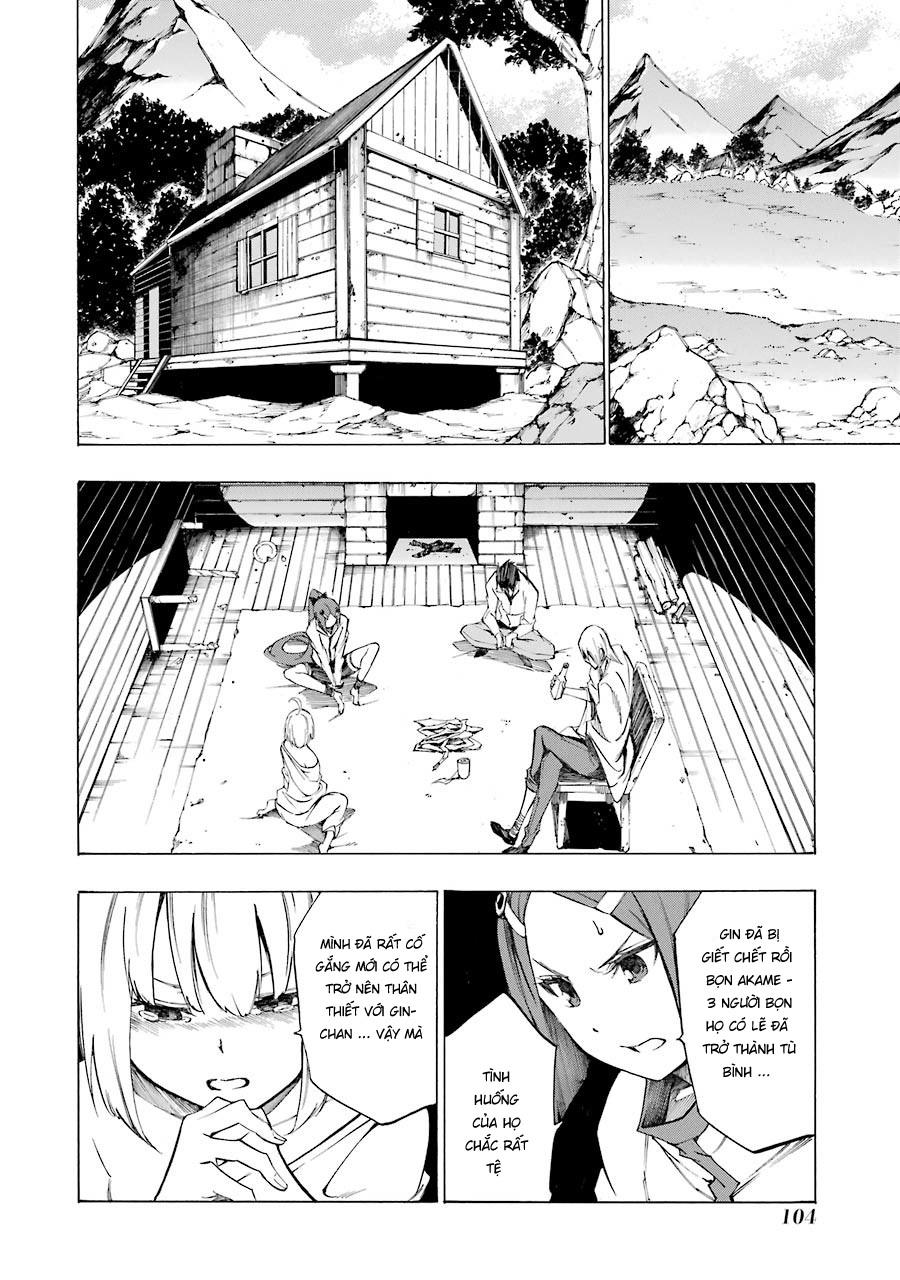 GIN ĐÃ BỊ
GIẾT CHẾT RỒI
BỌN AKAME -
3 NGƯỜI BỌN
HỌ CÓ LẼ ĐÃ
TRỞ THÀNH TÙ
BÌNH ...
TÌNH
HUỐNG
CỦA HỌ
CHẮC RẤT
TỆ
MÌNH ĐÃ RẤT CỐ
GẮNG MỚI CÓ THỂ
TRỞ NÊN THÂN
THIẾT VỚI GIN-
CHAN ... VẬY MÀ
104